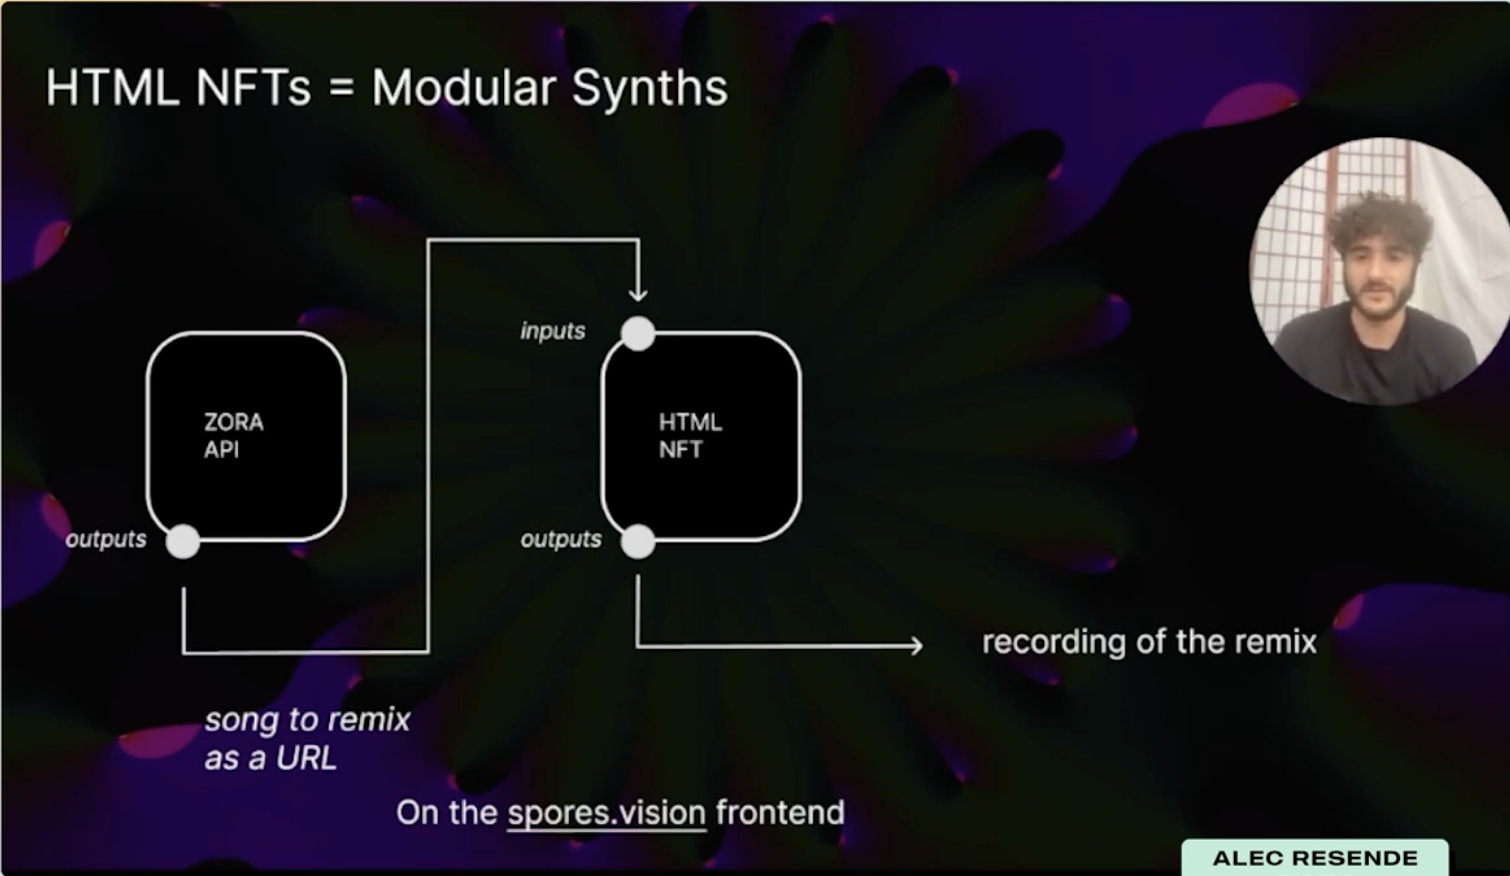 HTML NFTs = Modular Synths
inputs
ZORA
API
HTML
NFT
outputs
outputs
recording of the remix
song to remix
as a URL
On the spores.vision frontend
ALEC RESENDE